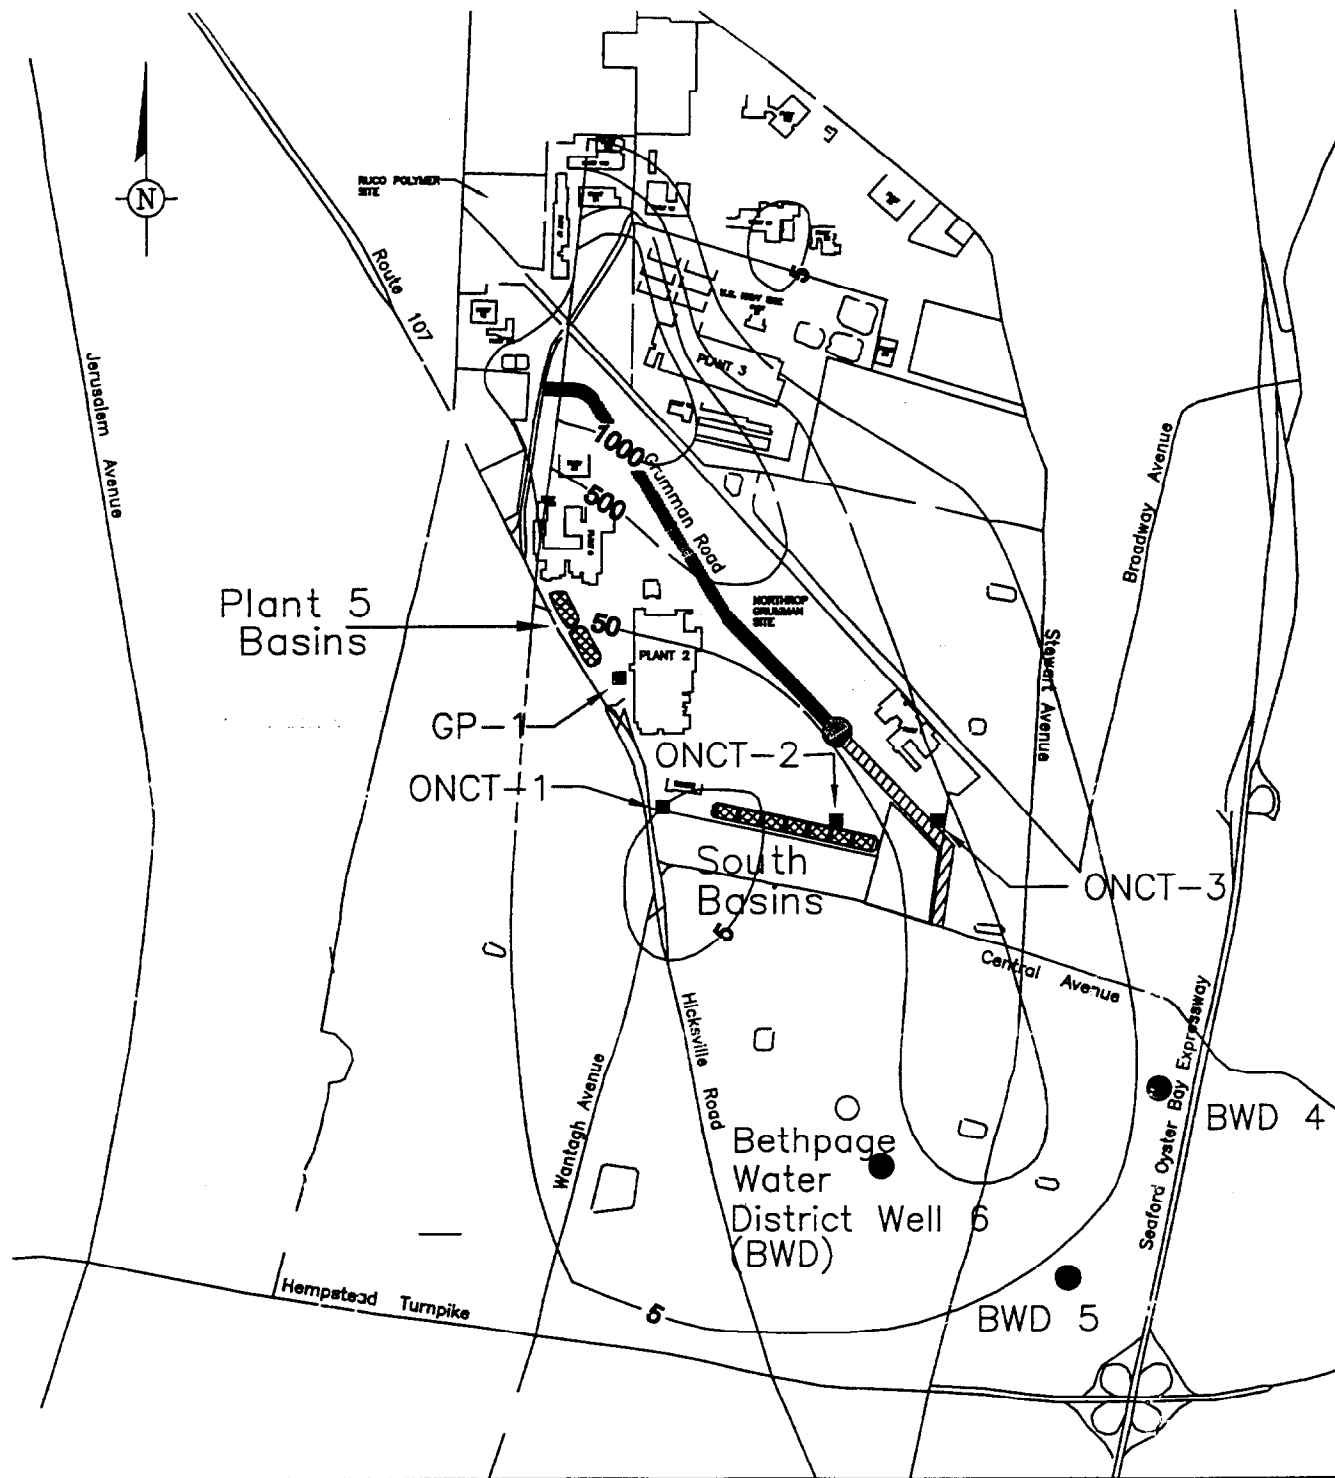 N
RUCO POLYMER
SITE
Route 107
Jerusalem Avenue
5
PLANT 3
1000
Grumman Road
500
Broadway Avenue
Plant 5
Basins
50
NORTHROP
GRUMMAN
SITE
PLANT 2
Stewart Avenue
GP-1
ONCT-2
ONCT-1
South
Basins
ONCT-3
5
Central Avenue
Hicksville Road
Wantagh Avenue
Seaford Oyster Bay Expressway
BWD 4
Bethpage
Water
District Well 6
(BWD)
Hempstead Turnpike
5
BWD 5